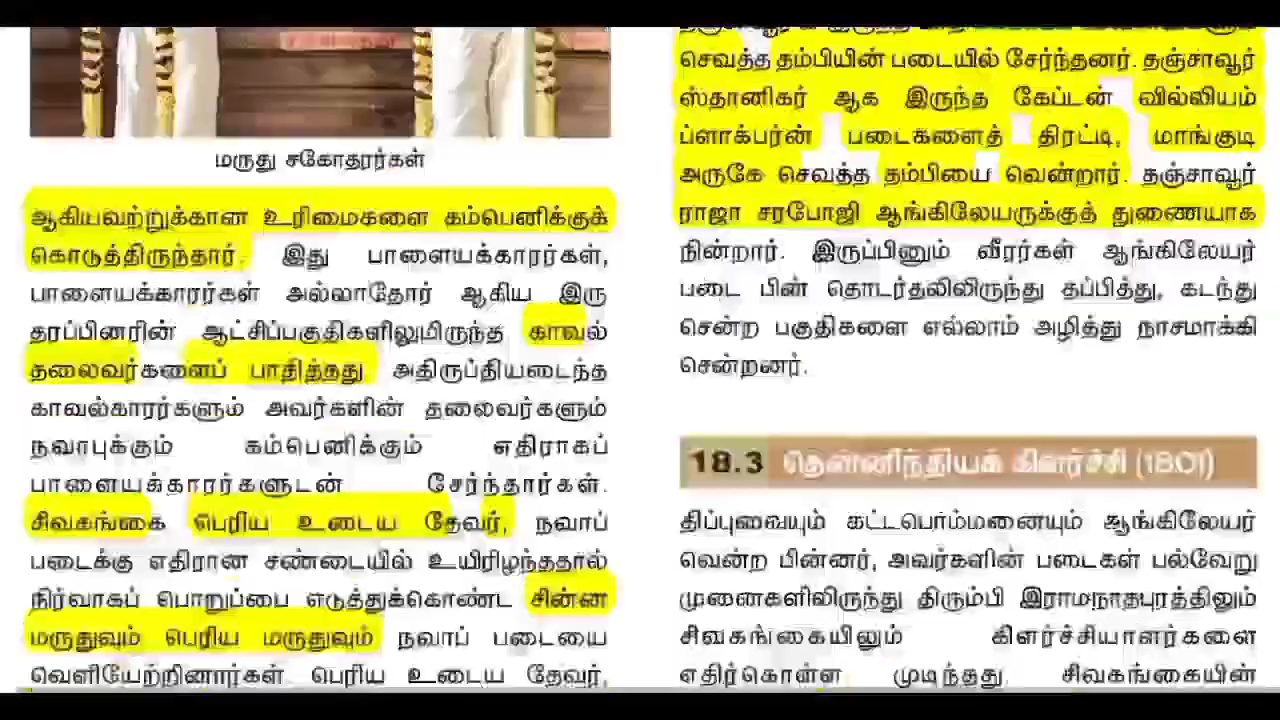 மருது சகோதரர்கள்
ஆகியவற்றுக்கான உரிமைகளை கம்பெனிக்குக்
கொடுத்திருந்தார். இது பாளையக்காரர்கள்,
பாளையக்காரர்கள் அல்லாதோர் ஆகிய இரு
தரப்பினரின் ஆட்சிப்பகுதிகளிலுமிருந்த காவல்
தலைவர்களைப் பாதித்தது. அதிருப்தியடைந்த
காவல்காரர்களும் அவர்களின் தலைவர்களும்
நவாபுக்கும் கம்பெனிக்கும் எதிராகப்
பாளையக்காரர்களுடன் சேர்ந்தார்கள்.
சிவகங்கை பெரிய உடைய தேவர், நவாப்
படைக்கு எதிரான சண்டையில் உயிரிழந்ததால்
நிர்வாகப் பொறுப்பை எடுத்துக்கொண்ட சின்ன
மருதுவும் பெரிய மருதுவும் நவாப் படையை
வெளியேற்றினார்கள். பெரிய உடைய தேவர்,
செவத்த தம்பியின் படையில் சேர்ந்தனர். தஞ்சாவூர்
ஸ்தானிகர் ஆக இருந்த கேப்டன் வில்லியம்
ப்ளாக்பர்ன் படைகளைத் திரட்டி, மாங்குடி
அருகே செவத்த தம்பியை வென்றார். தஞ்சாவூர்
ராஜா சரபோஜி ஆங்கிலேயருக்குத் துணையாக
நின்றார். இருப்பினும் வீரர்கள் ஆங்கிலேயர்
படை பின் தொடர்தலிலிருந்து தப்பித்து, கடந்து
சென்ற பகுதிகளை எல்லாம் அழித்து நாசமாக்கி
சென்றனர்.
18.3 தென்னிந்தியக் கிளர்ச்சி (1801)
திப்புவையும் கட்டபொம்மனையும் ஆங்கிலேயர்
வென்ற பின்னர், அவர்களின் படைகள் பல்வேறு
முனைகளிலிருந்து திரும்பி இராமநாதபுரத்திலும்
சிவகங்கையிலும் கிளர்ச்சியாளர்களை
எதிர்கொள்ள முடிந்தது. சிவகங்கையின்